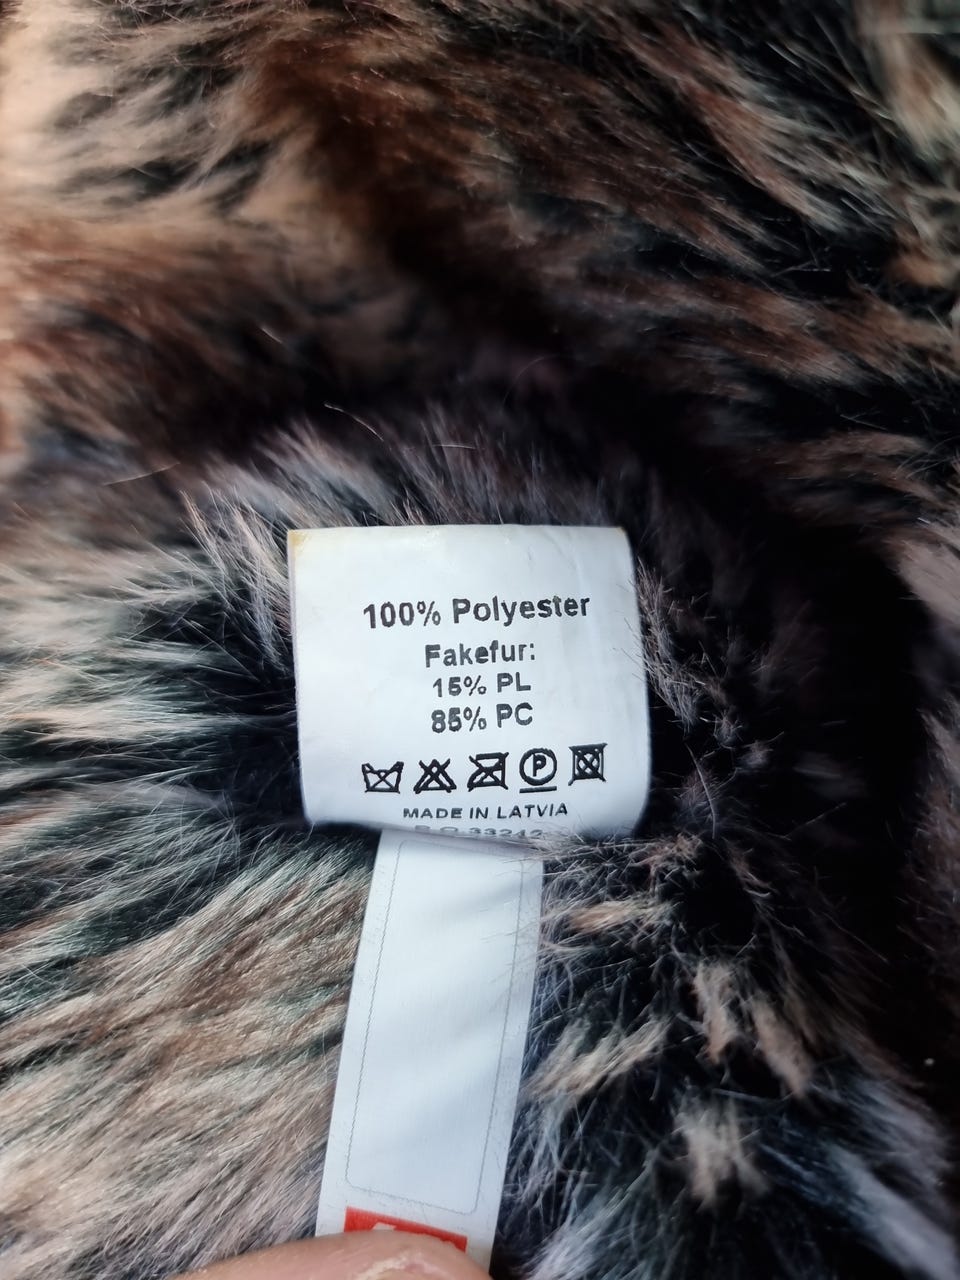 100% Polyester
Fakefur:
15% PL
85% PC
P
MADE IN LATVIA